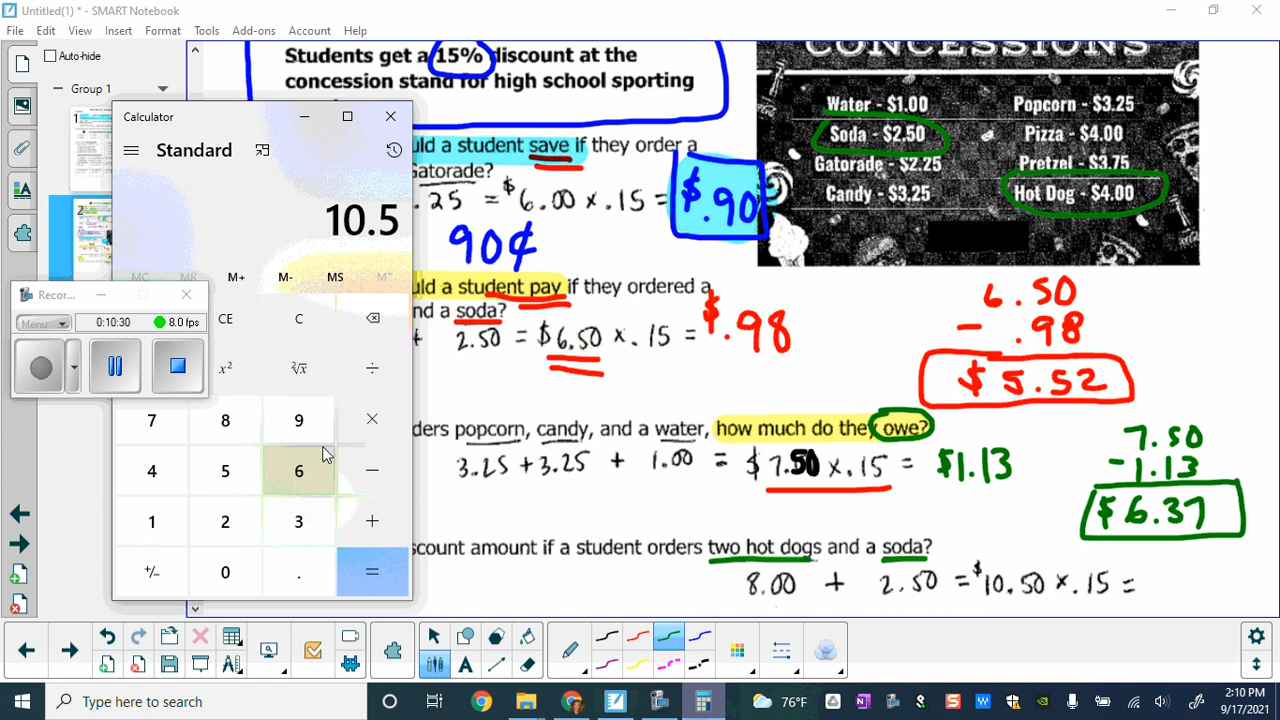 Untitled(1) * - SMART Notebook
File Edit View Insert Format Tools Add-ons Account Help
Auto-hide
Group 1
1
2
Students get a 15% discount at the
concession stand for high school sporting
CONCESSIONS
Water - $1.00 Popcorn - $3.25
Soda - $2.50 Pizza - $4.00
Gatorade - $2.25 Pretzel - $3.75
Candy - $3.25 Hot Dog - $4.00
Calculator
Standard
10.5
MC MR M+ M- MS
CE C
7 8 9 ×
4 5 6 −
1 2 3 +
+/- 0 . =
Recor...
Menu 0:10:30 8.0 fps
uld a student save if they order a
atorade?
.25 = $6.00 x .15 = $.90
90¢
uld a student pay if they ordered a
nd a soda?
+ 2.50 = $6.50 x .15 = $.98
6.50
- .98
$5.52
ders popcorn, candy, and a water, how much do they owe?
3.25 + 3.25 + 1.00 = $7.50 x .15 = $1.13
7.50
-1.13
$6.37
scount amount if a student orders two hot dogs and a soda?
8.00 + 2.50 = $10.50 x .15 =
Type here to search
76°F
2:10 PM
9/17/2021